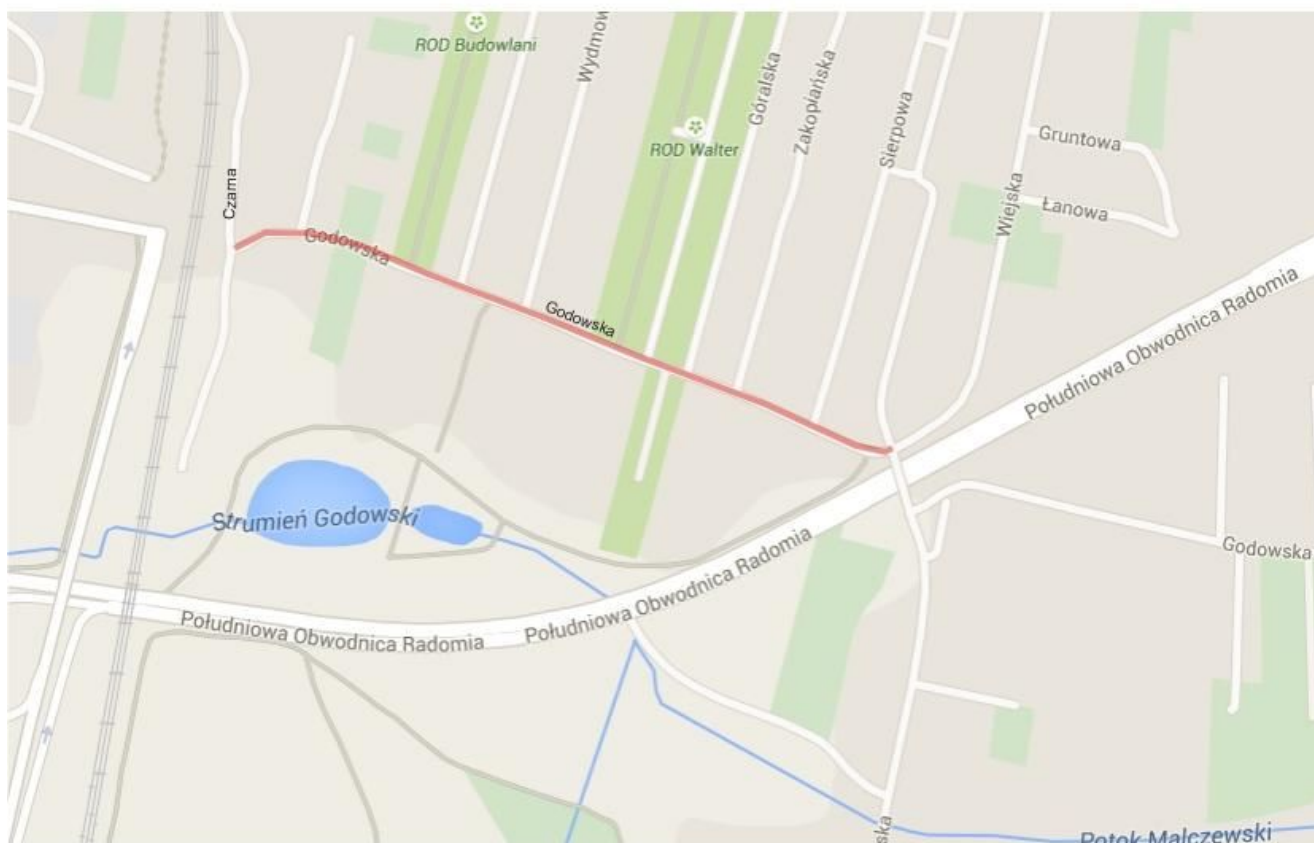 ROD Budowlani
Wydmow
ROD Walter
Góralska
Zakopiańska
Sierpowa
Wiejska
Gruntowa
Łanowa
Czarna
Godowska
Godowska
Południowa Obwodnica Radomia
Strumień Godowski
Godowska
Południowa Obwodnica Radomia
Południowa Obwodnica Radomia
ska
Potok Malczewski